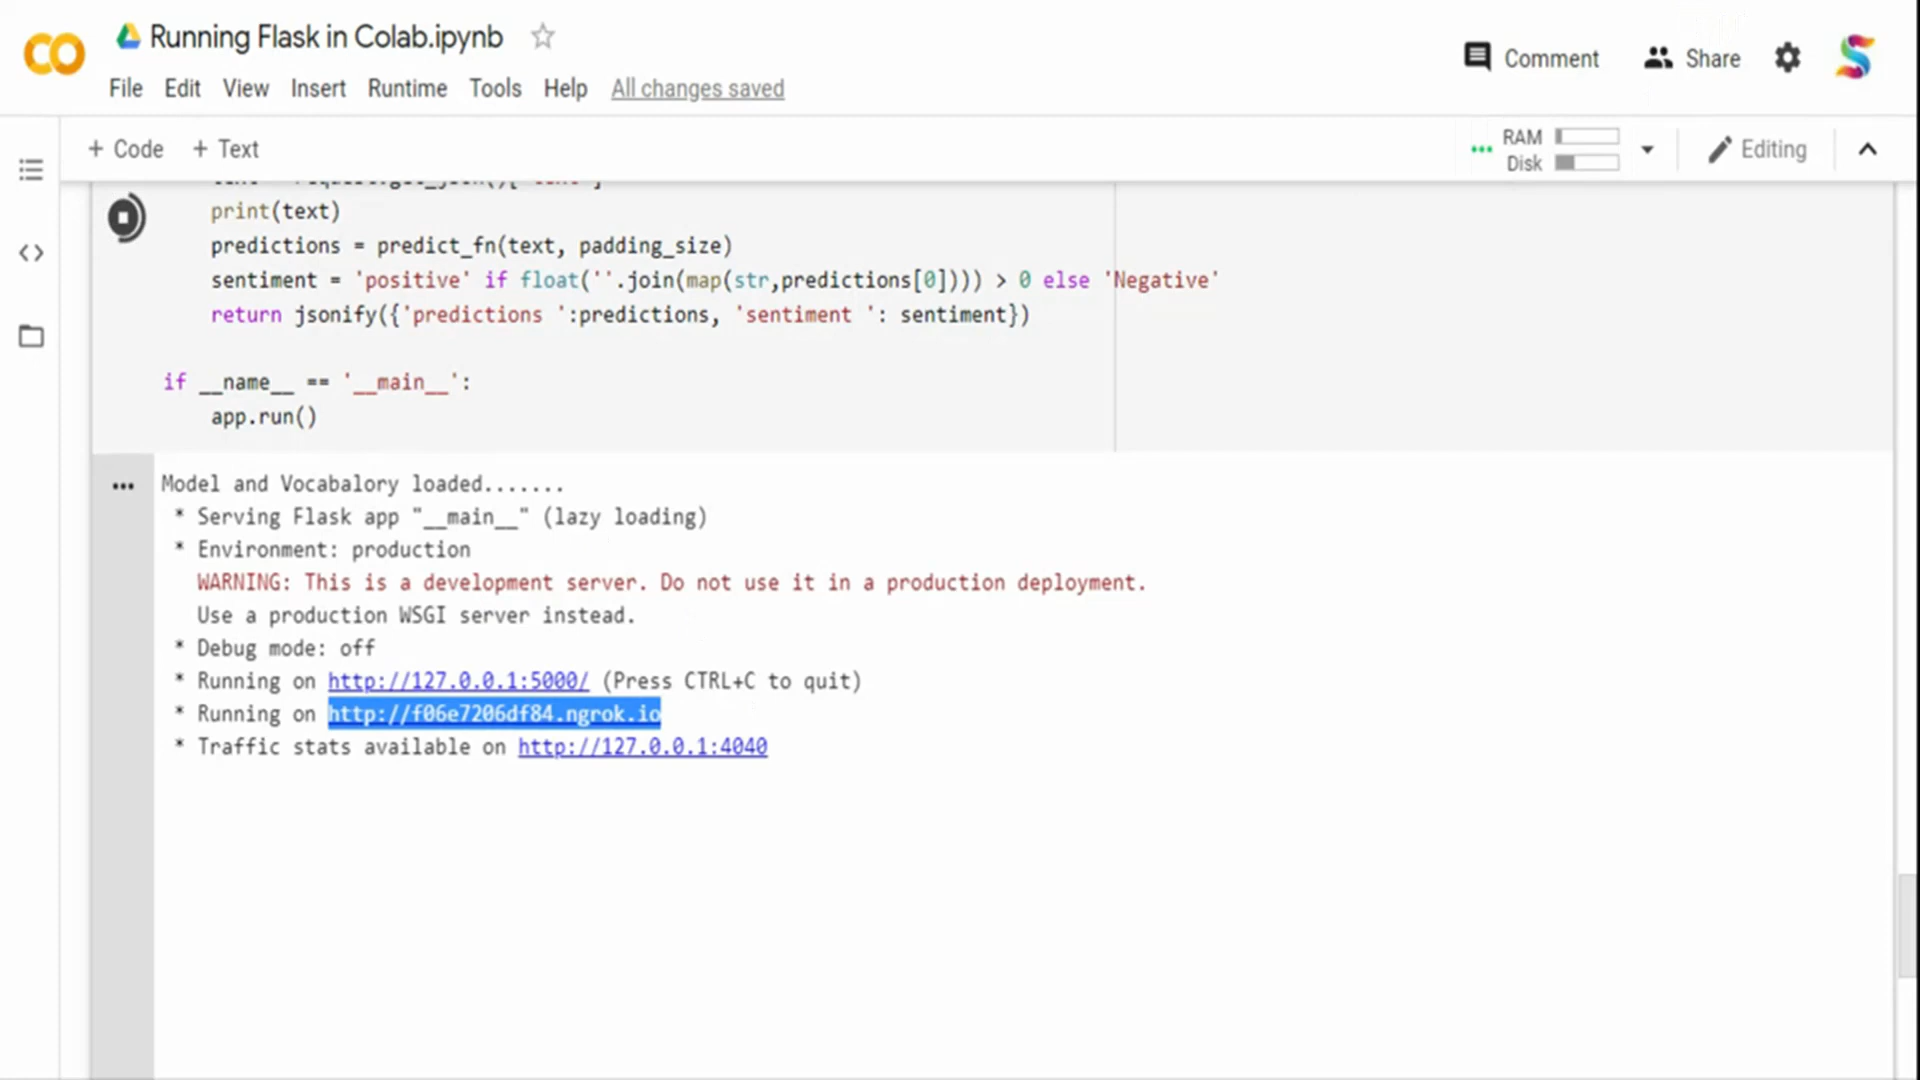 Running Flask in Colab.ipynb
File Edit View Insert Runtime Tools Help All changes saved
Comment Share
+ Code + Text
RAM
Disk
Editing
print(text)
predictions = predict_fn(text, padding_size)
sentiment = 'positive' if float(''.join(map(str,predictions[0]))) > 0 else 'Negative'
return jsonify({'predictions ':predictions, 'sentiment ': sentiment})
if __name__ == '__main__':
app.run()
Model and Vocabalory loaded.......
* Serving Flask app "__main__" (lazy loading)
* Environment: production
WARNING: This is a development server. Do not use it in a production deployment.
Use a production WSGI server instead.
* Debug mode: off
* Running on http://127.0.0.1:5000/ (Press CTRL+C to quit)
* Running on http://f06e7206df84.ngrok.io
* Traffic stats available on http://127.0.0.1:4040